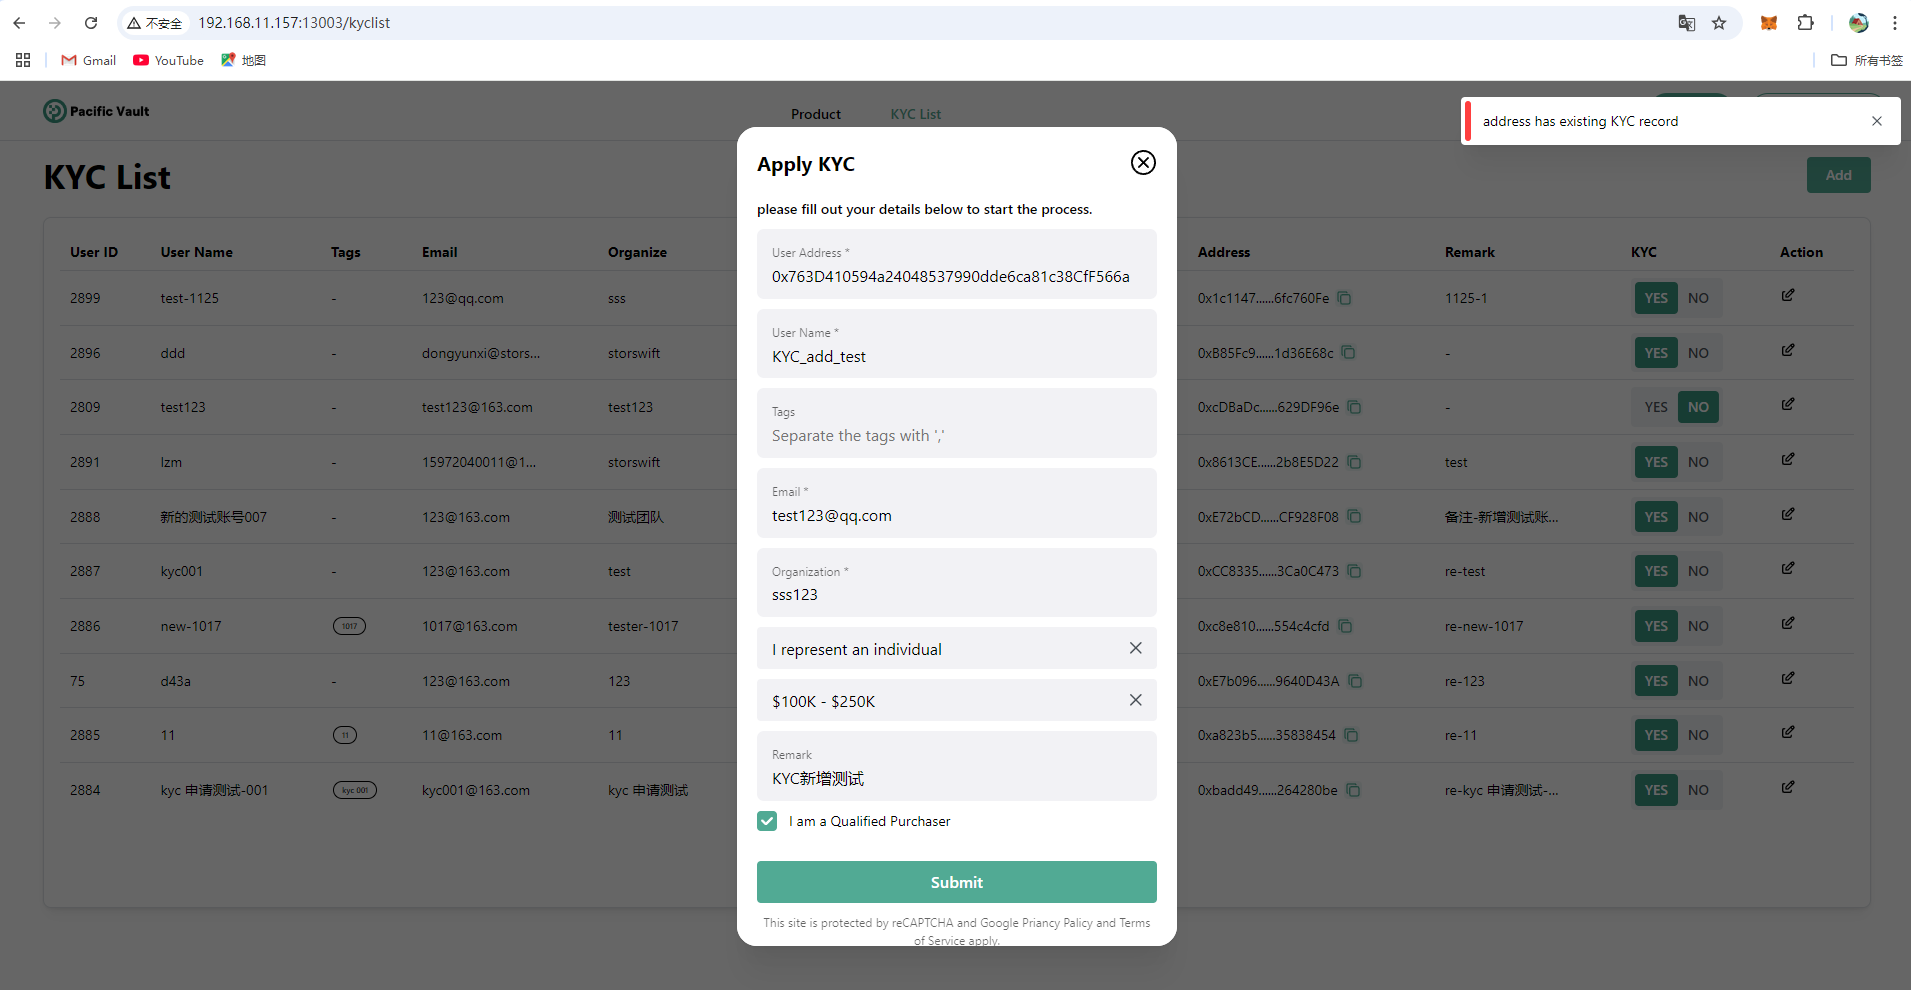 不安全 192.168.11.157:13003/kyclist
Gmail YouTube 地图 所有书签
Pacific Vault Product KYC List
address has existing KYC record
KYC List
Add
User ID User Name Tags Email Organize Address Remark KYC Action
2899 test-1125 - 123@qq.com sss 0x1c1147......6fc760Fe 1125-1 YES NO
2896 ddd - dongyunxi@stors... storswift 0xB85Fc9......1d36E68c - YES NO
2809 test123 - test123@163.com test123 0xcDBaDc......629DF96e - YES NO
2891 lzm - 15972040011@1... storswift 0x8613CE......2b8E5D22 test YES NO
2888 新的测试账号007 - 123@163.com 测试团队 0xE72bCD......CF928F08 备注-新增测试账... YES NO
2887 kyc001 - 123@163.com test 0xCC8335......3Ca0C473 re-test YES NO
2886 new-1017 1017 1017@163.com tester-1017 0xc8e810......554c4cfd re-new-1017 YES NO
75 d43a - 123@163.com 123 0xE7b096......9640D43A re-123 YES NO
2885 11 11 11@163.com 11 0xa823b5......35838454 re-11 YES NO
2884 kyc 申请测试-001 kyc 001 kyc001@163.com kyc 申请测试 0xbadd49......264280be re-kyc 申请测试-... YES NO
Apply KYC
please fill out your details below to start the process.
User Address *
0x763D410594a24048537990dde6ca81c38CfF566a
User Name *
KYC_add_test
Tags
Separate the tags with ','
Email *
test123@qq.com
Organization *
sss123
I represent an individual
$100K - $250K
Remark
KYC新增测试
I am a Qualified Purchaser
Submit
This site is protected by reCAPTCHA and Google Priancy Palicy and Terms
of Service apply.